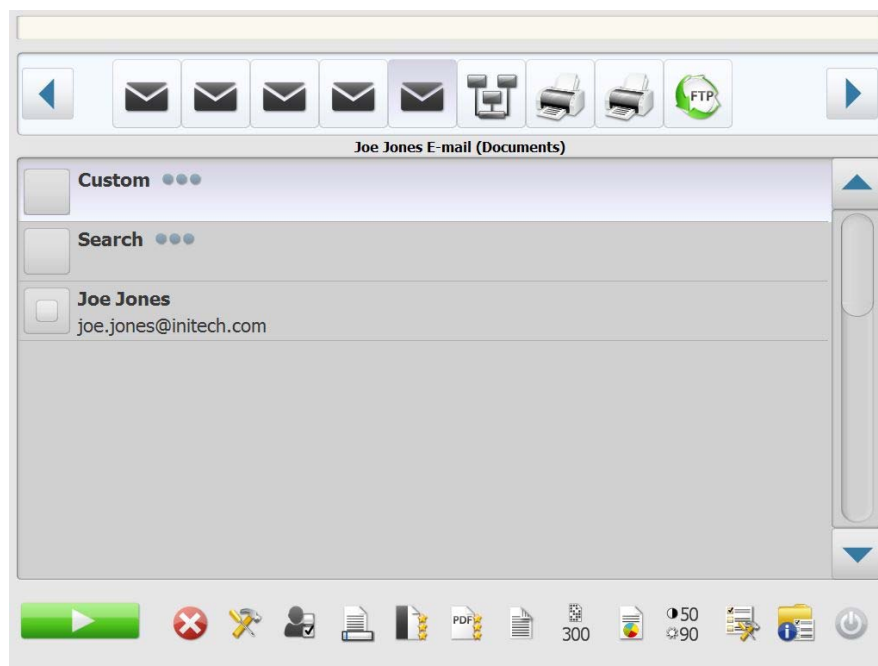 FTP
Joe Jones E-mail (Documents)
Custom
Search
Joe Jones
joe.jones@initech.com
PDF
300
50
90